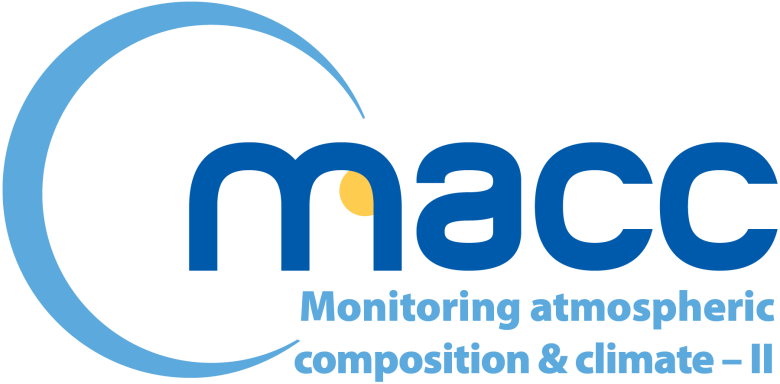 macc
Monitoring atmospheric
composition & climate – II